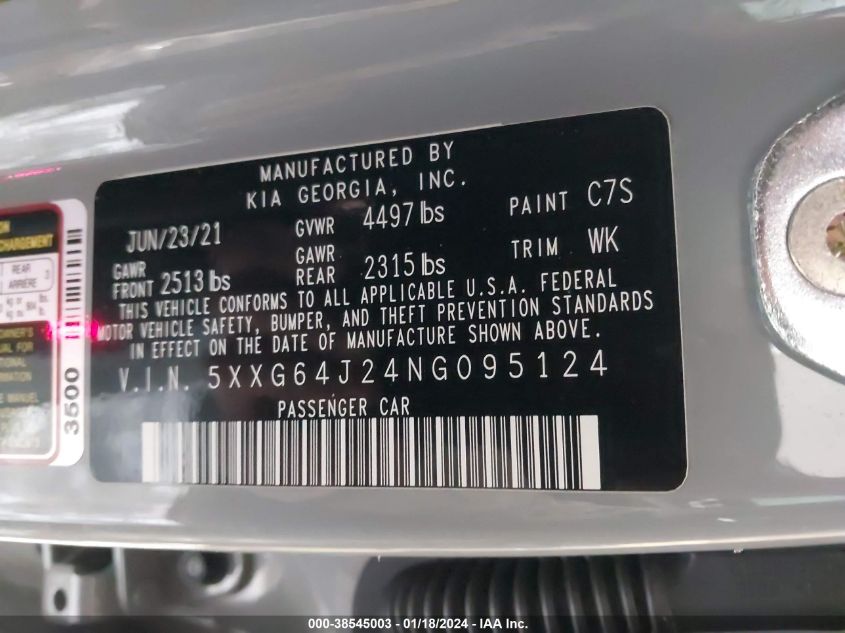 MANUFACTURED BY
KIA GEORGIA, INC.
JUN/23/21 GVWR 4497 lbs PAINT C7S
GAWR FRONT 2513 lbs GAWR REAR 2315 lbs TRIM WK
THIS VEHICLE CONFORMS TO ALL APPLICABLE U.S.A. FEDERAL
MOTOR VEHICLE SAFETY, BUMPER, AND THEFT PREVENTION STANDARDS
IN EFFECT ON THE DATE OF MANUFACTURE SHOWN ABOVE.
V.I.N. 5XXG64J24NG095124
PASSENGER CAR
REAR
ARRIERE
3500
000-38545003 - 01/18/2024 - IAA Inc.